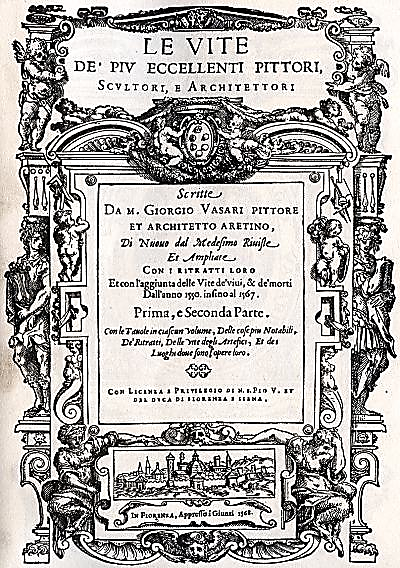 LE VITE
DE' PIV ECCELLENTI PITTORI,
SCVLTORI, E ARCHITETTORI
Scritte
DA M. GIORGIO VASARI PITTORE
ET ARCHITETTO ARETINO,
Di Nuouo dal Medesimo Riuiste
Et Ampliate
CON I RITRATTI LORO
Et con l'aggiunta delle Vite de' viui, & de' morti
Dall'anno 1550. infino al 1567.
Prima, e Seconda Parte.
Con le Tauole in ciascun volume, Delle cose piu Notabili,
De' Ritratti, Delle vite degli Artefici, Et dei
Luoghi doue sono l'opere loro.
CON LICENZA E PRIVILEGIO DI N. S. PIO V. ET
DEL DVCA DI FIORENZA E SIENA,
IN FIORENZA, Appresso i Giunti 1568.